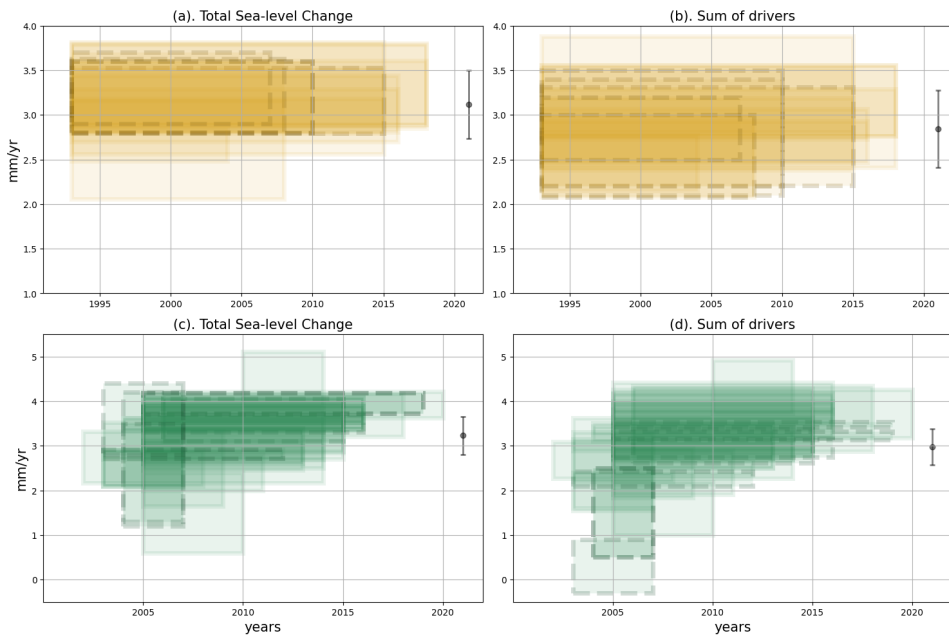 (a). Total Sea-level Change
(b). Sum of drivers
4.0
3.5
3.0
2.5
2.0
1.5
1.0
mm/yr
1995 2000 2005 2010 2015 2020
4.0
3.5
3.0
2.5
2.0
1.5
1.0
1995 2000 2005 2010 2015 2020
(c). Total Sea-level Change
(d). Sum of drivers
5
4
3
2
1
0
mm/yr
2005 2010 2015 2020
years
5
4
3
2
1
0
2005 2010 2015 2020
years